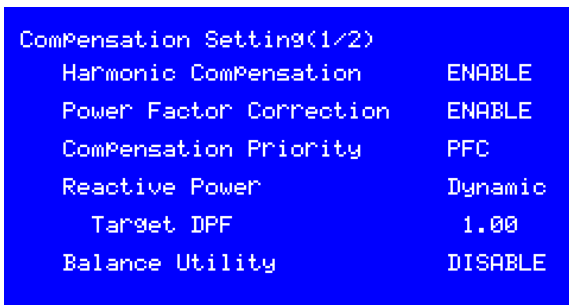 Compensation Setting(1/2)
Harmonic Compensation ENABLE
Power Factor Correction ENABLE
Compensation Priority PFC
Reactive Power Dynamic
Target DPF 1.00
Balance Utility DISABLE